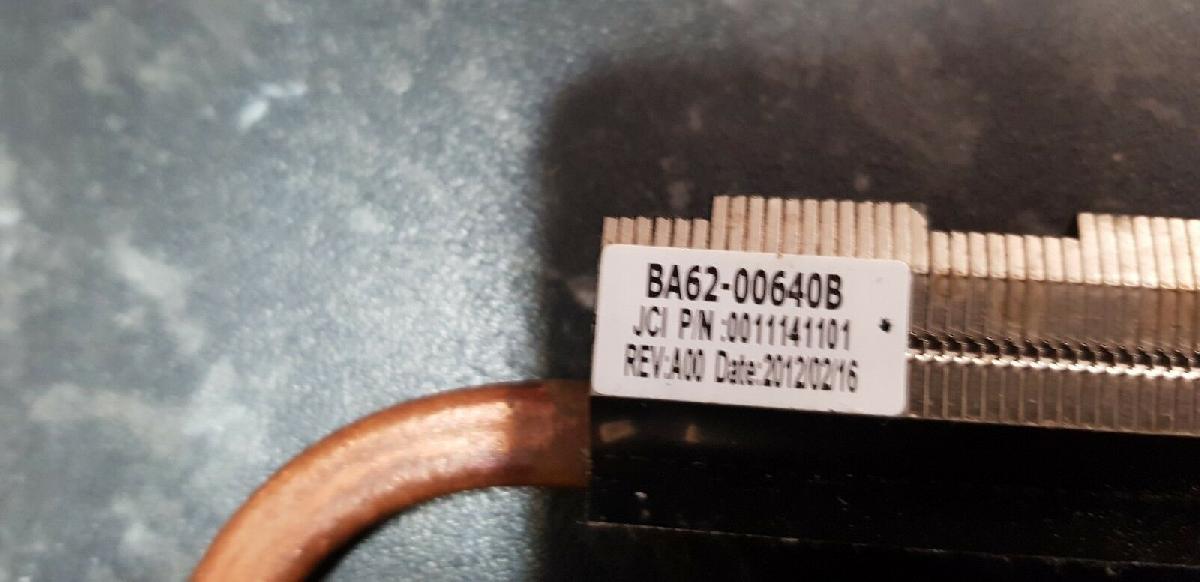 BA62-00640B
JCI P/N :0011141101
REV:A00 Date:2012/02/16